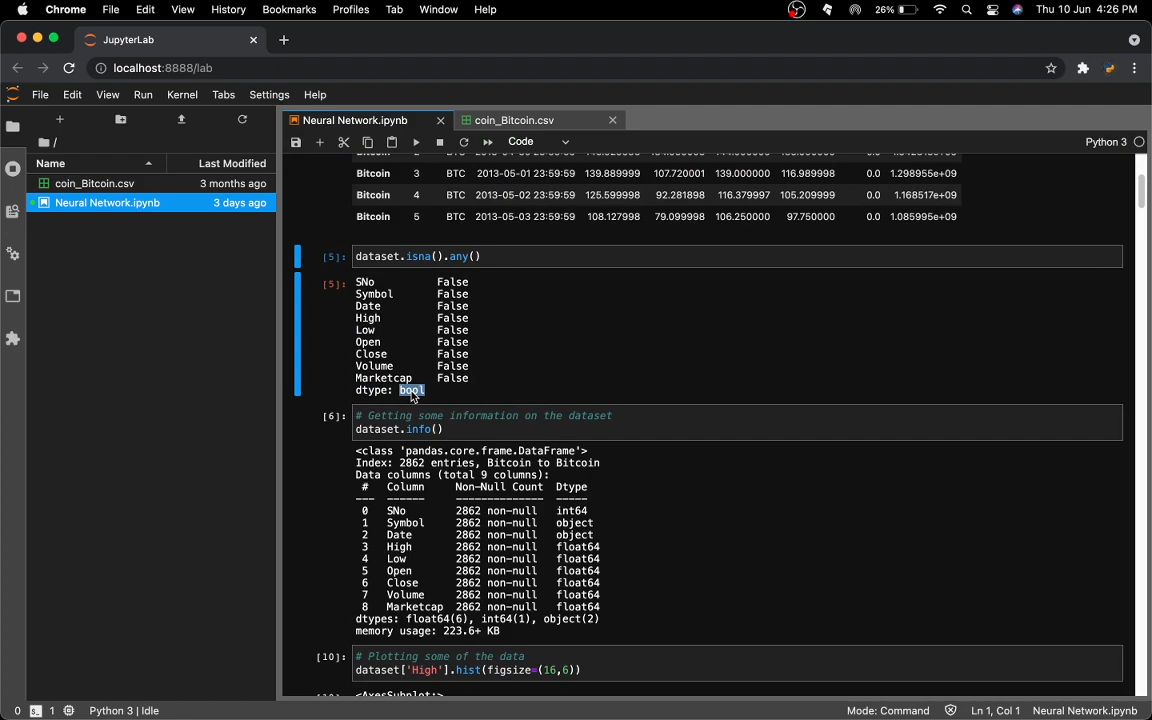 Chrome File Edit View History Bookmarks Profiles Tab Window Help 26% Thu 10 Jun 4:26 PM
JupyterLab
localhost:8888/lab
File Edit View Run Kernel Tabs Settings Help
Neural Network.ipynb coin_Bitcoin.csv
/ Code Python 3
Name Last Modified
coin_Bitcoin.csv 3 months ago
Neural Network.ipynb 3 days ago
Bitcoin 3 BTC 2013-05-01 23:59:59 139.889999 107.720001 139.000000 116.989998 0.0 1.298955e+09
Bitcoin 4 BTC 2013-05-02 23:59:59 125.599998 92.281898 116.379997 105.209999 0.0 1.168517e+09
Bitcoin 5 BTC 2013-05-03 23:59:59 108.127998 79.099998 106.250000 97.750000 0.0 1.085995e+09
[5]: dataset.isna().any()
[5]: SNo False
Symbol False
Date False
High False
Low False
Open False
Close False
Volume False
Marketcap False
dtype: bool
[6]: # Getting some information on the dataset
dataset.info()
<class 'pandas.core.frame.DataFrame'>
Index: 2862 entries, Bitcoin to Bitcoin
Data columns (total 9 columns):
# Column Non-Null Count Dtype
--- ------ -------------- -----
0 SNo 2862 non-null int64
1 Symbol 2862 non-null object
2 Date 2862 non-null object
3 High 2862 non-null float64
4 Low 2862 non-null float64
5 Open 2862 non-null float64
6 Close 2862 non-null float64
7 Volume 2862 non-null float64
8 Marketcap 2862 non-null float64
dtypes: float64(6), int64(1), object(2)
memory usage: 223.6+ KB
[10]: # Plotting some of the data
dataset['High'].hist(figsize=(16,6))
<AxesSubplot:>
0 1 Python 3 | Idle Mode: Command Ln 1, Col 1 Neural Network.ipynb